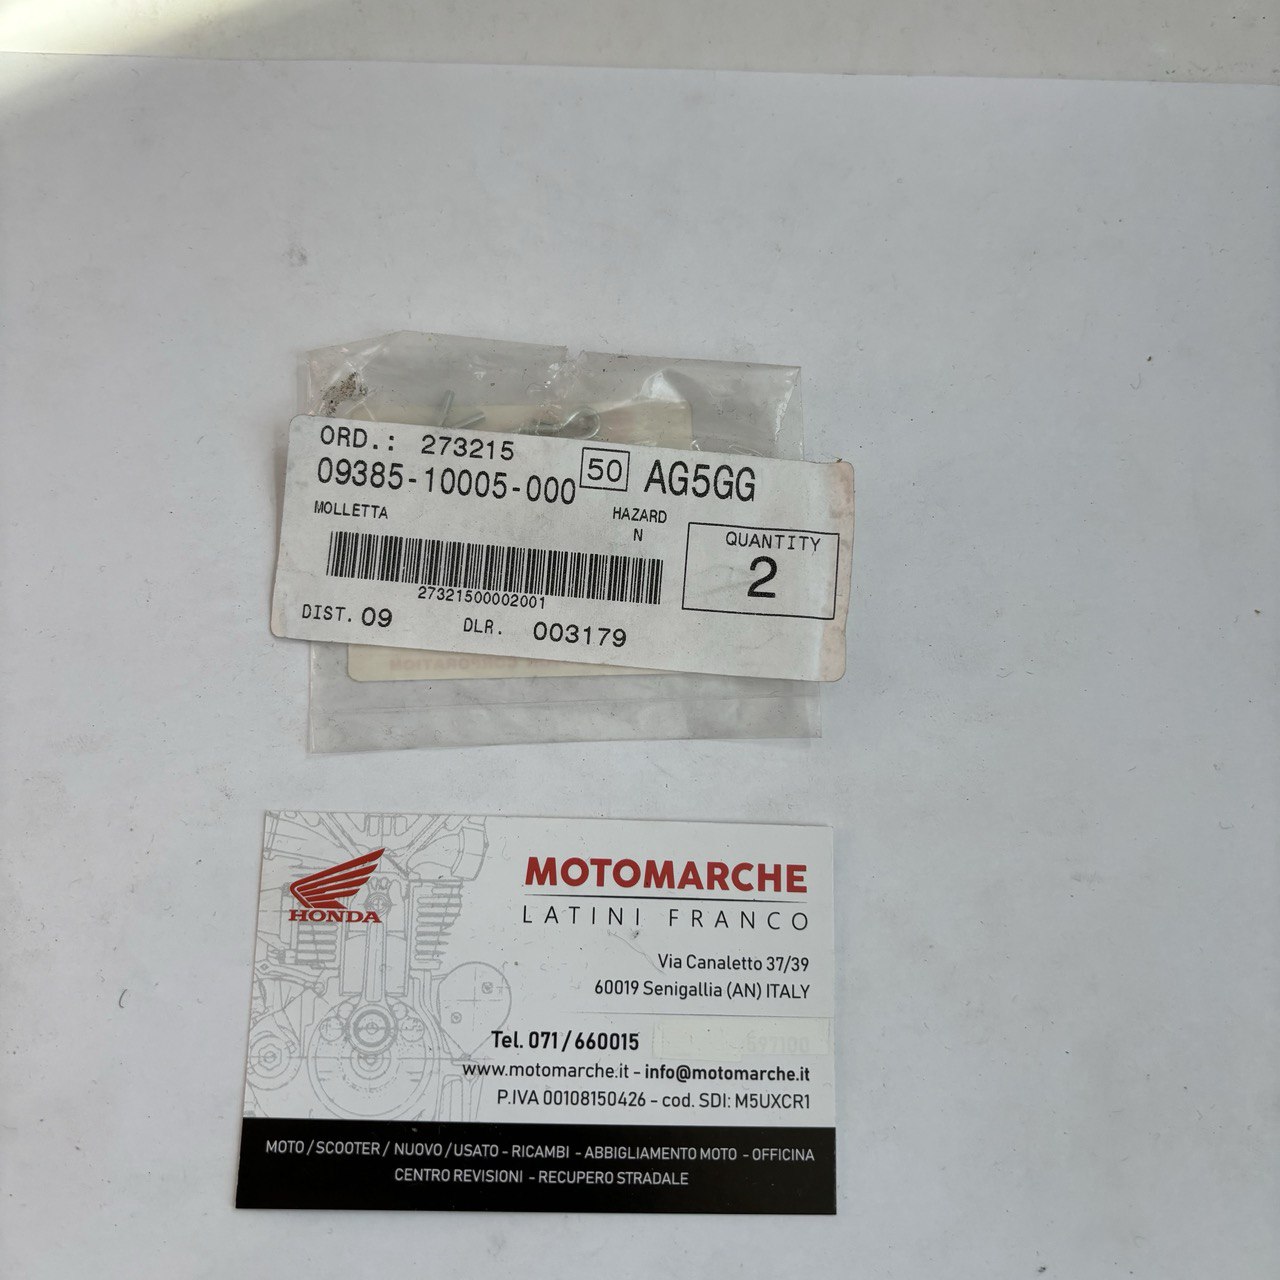 ORD.: 273215
09385-10005-000 50 AG5GG
MOLLETTA
HAZARD
N
QUANTITY
2
27321500002001
DIST. 09
DLR. 003179
CORPORATION
HONDA
MOTOMARCHE
LATINI FRANCO
Via Canaletto 37/39
60019 Senigallia (AN) ITALY
Tel. 071/660015
www.motomarche.it - info@motomarche.it
P.IVA 00108150426 - cod. SDI: M5UXCR1
MOTO / SCOOTER / NUOVO / USATO - RICAMBI - ABBIGLIAMENTO MOTO - OFFICINA
CENTRO REVISIONI - RECUPERO STRADALE